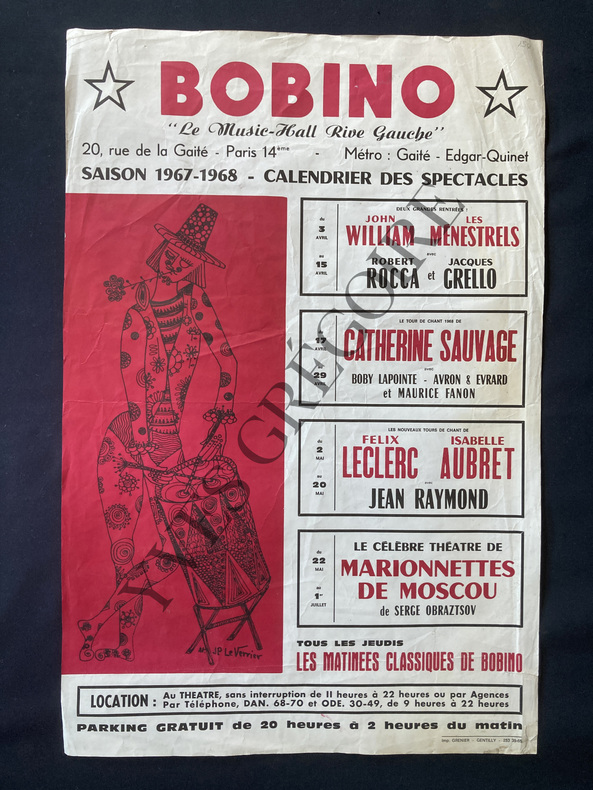 BOBINO
"Le Music-Hall Rive Gauche"
20, rue de la Gaité - Paris 14ème - Métro : Gaité - Edgar-Quinet
SAISON 1967-1968 - CALENDRIER DES SPECTACLES
DEUX GRANDES RENTRÉES :
du 3 AVRIL au 15 AVRIL
JOHN WILLIAM
LES MÉNESTRELS
avec
ROBERT ROCCA et JACQUES GRELLO
LE TOUR DE CHANT 1968 DE
du 17 AVRIL au 29 AVRIL
CATHERINE SAUVAGE
avec
BOBY LAPOINTE - AVRON & EVRARD
et MAURICE FANON
LES NOUVEAUX TOURS DE CHANT DE
du 2 MAI au 20 MAI
FELIX LECLERC
ISABELLE AUBRET
avec
JEAN RAYMOND
du 22 MAI au 1er JUILLET
LE CÉLÈBRE THÉATRE DE
MARIONNETTES
DE MOSCOU
de SERGE OBRAZTSOV
J.P. Le Verrier
TOUS LES JEUDIS
LES MATINEES CLASSIQUES DE BOBINO
LOCATION : Au THEATRE, sans interruption de 11 heures à 22 heures ou par Agences
Par Téléphone, DAN. 68-70 et ODE. 30-49, de 9 heures à 22 heures
PARKING GRATUIT de 20 heures à 2 heures du matin
imp. GRENIER - GENTILLY
YVES GRÉGOIRE